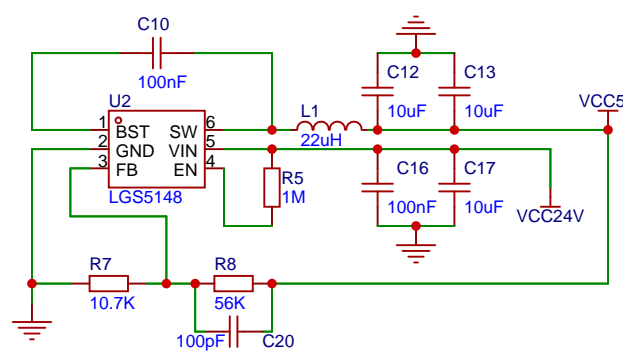 C10
100nF
C12
10uF
C13
10uF
VCC5
U2
1 BST SW 6
2 GND VIN 5
3 FB EN 4
LGS5148
L1
22uH
R5
1M
C16
100nF
C17
10uF
VCC24V
R7
10.7K
R8
56K
100pF C20